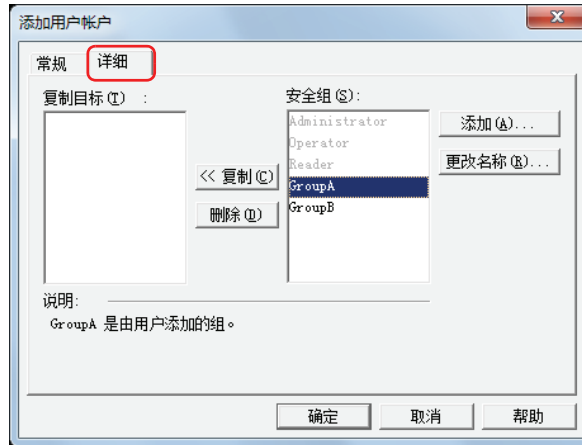 添加用户帐户
常规
详细
复制目标(T) :
安全组(S):
Administrator
Operator
Reader
GroupA
GroupB
<< 复制(C)
删除(D)
添加(A)...
更改名称(R)...
说明:
GroupA 是由用户添加的组。
确定
取消
帮助